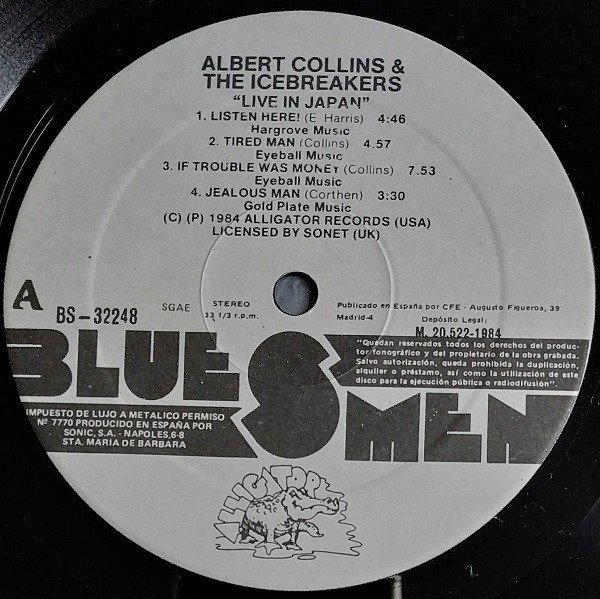 ALBERT COLLINS &
THE ICEBREAKERS
"LIVE IN JAPAN"
1. LISTEN HERE! (E. Harris) 4:46
Hargrove Music
2. TIRED MAN (Collins) 4.57
Eyeball Music
3. IF TROUBLE WAS MONEY (Collins) 7.53
Eyeball Music
4. JEALOUS MAN (Corthen) 3:30
Gold Plate Music
(C) (P) 1984 ALLIGATOR RECORDS (USA)
LICENSED BY SONET (UK)
A
BS-32248
SGAE
STEREO
33 1/3 r.p.m.
Publicado en España por CFE - Augusto Figueroa, 39
Madrid-4
Depósito Legal:
M. 20.522-1984
BLUES MEN
"Quedan reservados todos los derechos del produc-
tor fonográfico y del propietario de la obra grabada.
Salvo autorización, queda prohibida la duplicación,
alquiler o préstamo, así como la utilización de este
disco para la ejecución pública o radiodifusión".
IMPUESTO DE LUJO A METALICO PERMISO
Nº 7770 PRODUCIDO EN ESPAÑA POR
SONIC, S.A. - NAPOLES, 6-8
STA. MARIA DE BARBARA
ALLIGATOR